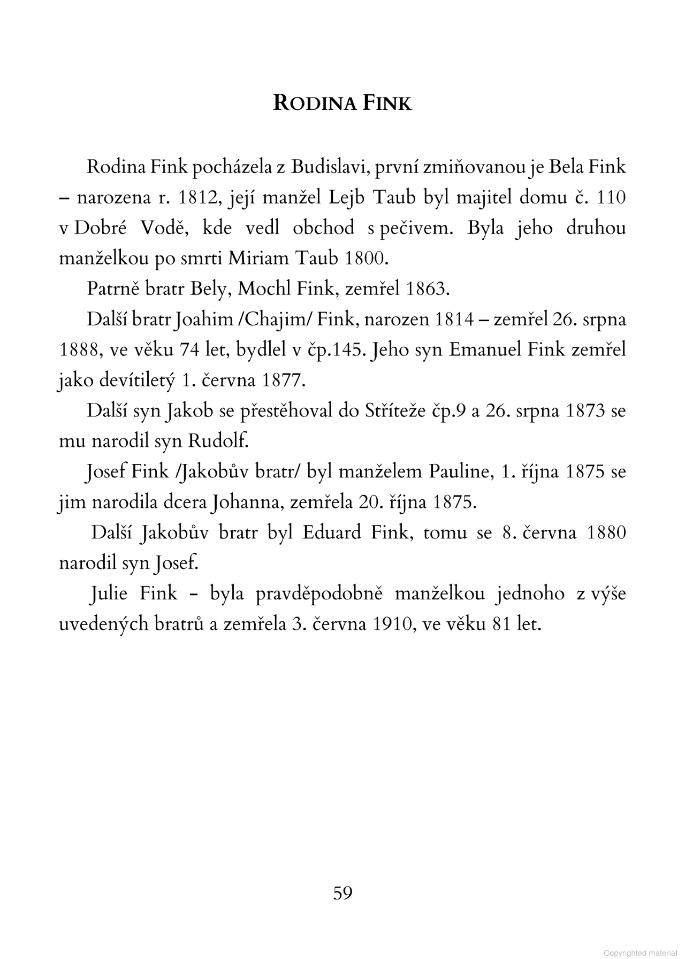 RODINA FINK
Rodina Fink pocházela z Budislavi, první zmiňovanou je Bela Fink
– narozena r. 1812, její manžel Lejb Taub byl majitel domu č. 110
v Dobré Vodě, kde vedl obchod s pečivem. Byla jeho druhou
manželkou po smrti Miriam Taub 1800.
Patrně bratr Bely, Mochl Fink, zemřel 1863.
Další bratr Joahim /Chajim/ Fink, narozen 1814 – zemřel 26. srpna
1888, ve věku 74 let, bydlel v čp.145. Jeho syn Emanuel Fink zemřel
jako devítiletý 1. června 1877.
Další syn Jakob se přestěhoval do Stříteže čp.9 a 26. srpna 1873 se
mu narodil syn Rudolf.
Josef Fink /Jakobův bratr/ byl manželem Pauline, 1. října 1875 se
jim narodila dcera Johanna, zemřela 20. října 1875.
Další Jakobův bratr byl Eduard Fink, tomu se 8. června 1880
narodil syn Josef.
Julie Fink - byla pravděpodobně manželkou jednoho z výše
uvedených bratrů a zemřela 3. června 1910, ve věku 81 let.
59
Copyrighted material